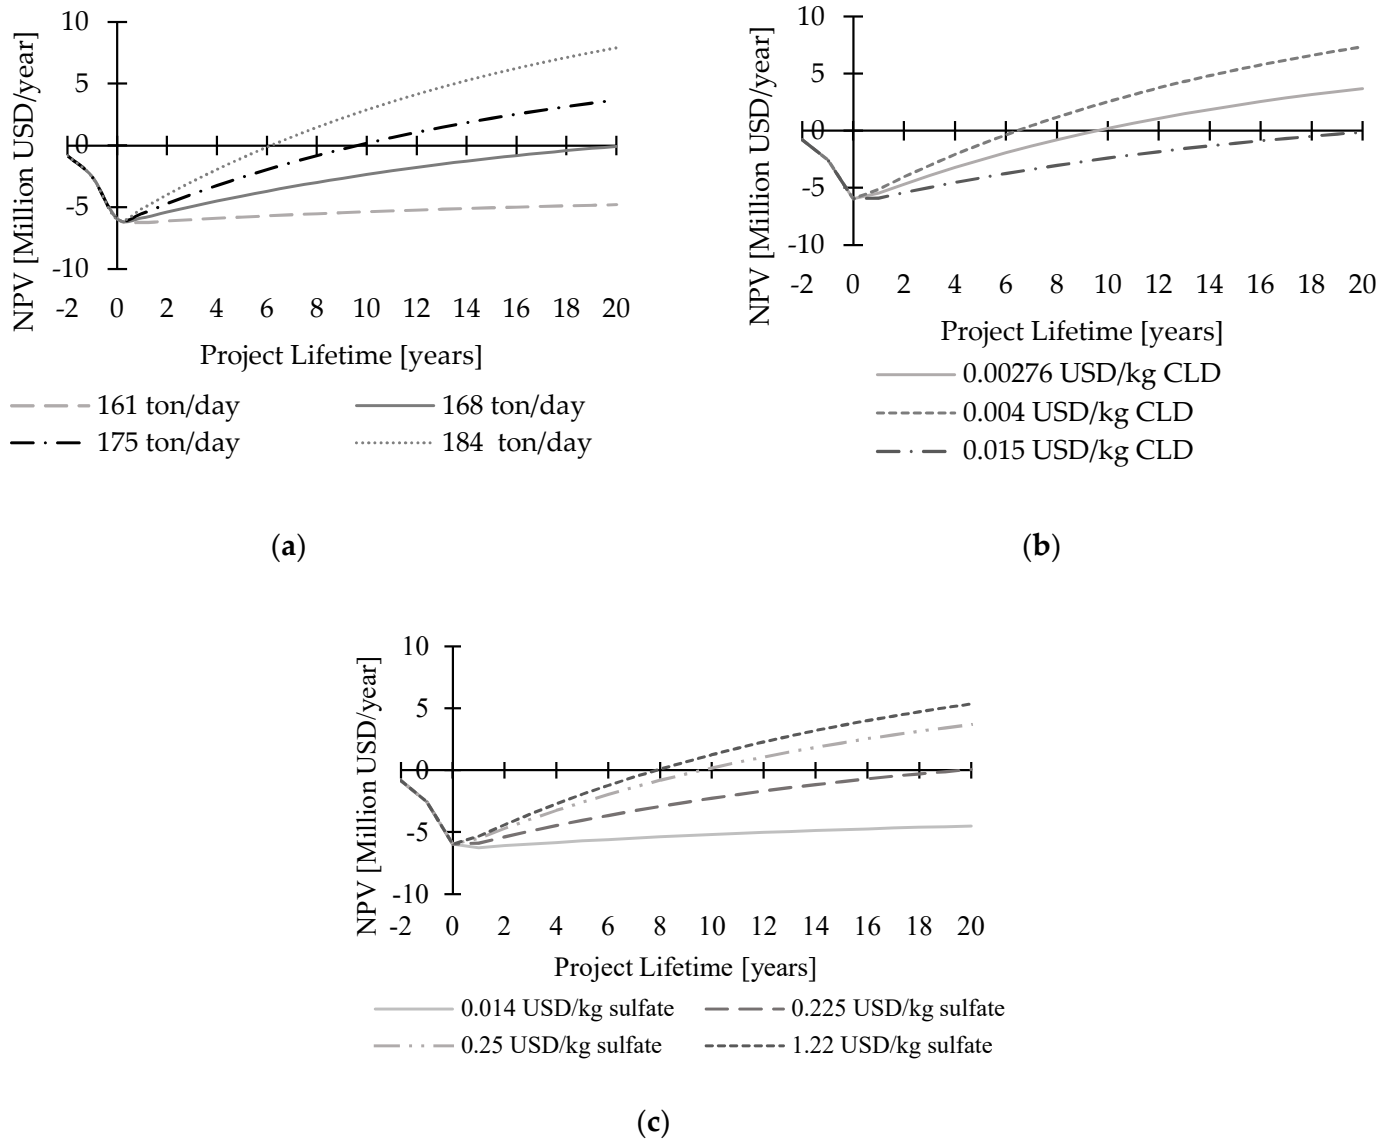 10
5
0
-5
-10
NPV [Million USD/year]
-2 0 2 4 6 8 10 12 14 16 18 20
Project Lifetime [years]
161 ton/day 168 ton/day
175 ton/day 184 ton/day
(a)
10
5
0
-5
-10
NPV [Million USD/year]
-2 0 2 4 6 8 10 12 14 16 18 20
Project Lifetime [years]
0.00276 USD/kg CLD
0.004 USD/kg CLD
0.015 USD/kg CLD
(b)
10
5
0
-5
-10
NPV [Million USD/year]
-2 0 2 4 6 8 10 12 14 16 18 20
Project Lifetime [years]
0.014 USD/kg sulfate 0.225 USD/kg sulfate
0.25 USD/kg sulfate 1.22 USD/kg sulfate
(c)